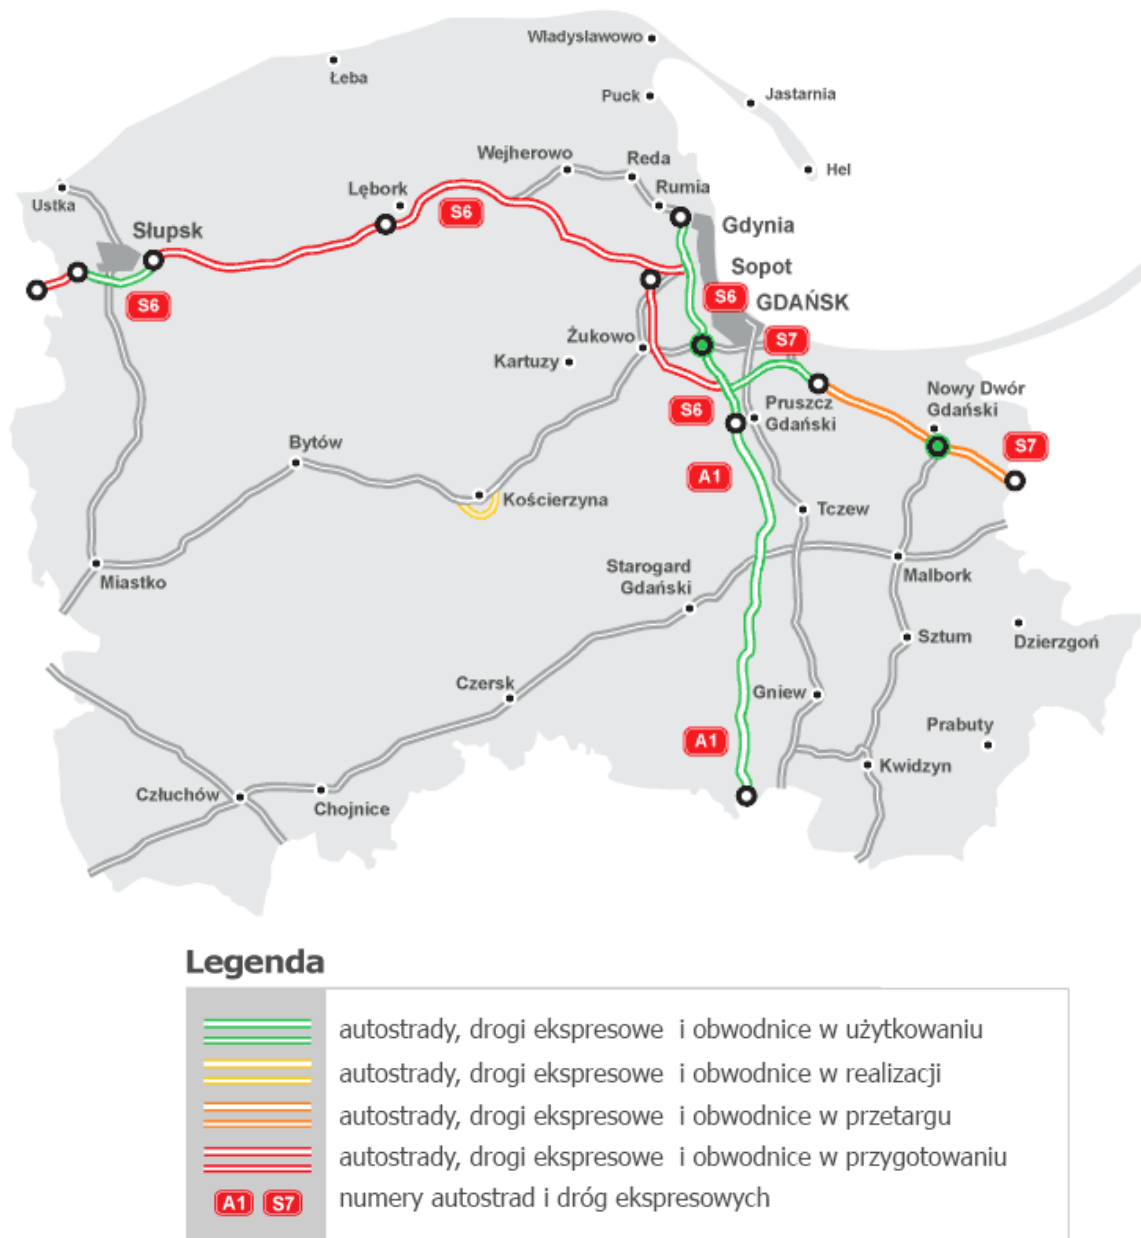 Władysławowo
Łeba
Puck
Jastarnia
Wejherowo
Reda
Hel
Rumia
Lębork
Ustka
S6
Słupsk
Gdynia
Sopot
S6
GDAŃSK
S6
Żukowo
S7
Kartuzy
Nowy Dwór
Gdański
S6
Pruszcz
Gdański
Bytów
S7
A1
Kościerzyna
Tczew
Starogard
Gdański
Miastko
Malbork
Sztum
Dzierzgoń
Czersk
Gniew
Prabuty
A1
Kwidzyn
Człuchów
Chojnice
Legenda
autostrady, drogi ekspresowe i obwodnice w użytkowaniu
autostrady, drogi ekspresowe i obwodnice w realizacji
autostrady, drogi ekspresowe i obwodnice w przetargu
autostrady, drogi ekspresowe i obwodnice w przygotowaniu
A1 S7 numery autostrad i dróg ekspresowych